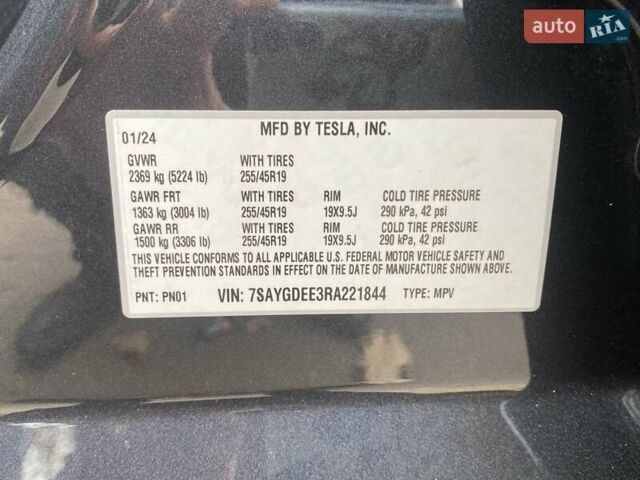 auto RIA.com
01/24 MFD BY TESLA, INC.
GVWR WITH TIRES
2369 kg (5224 lb) 255/45R19
GAWR FRT WITH TIRES RIM COLD TIRE PRESSURE
1363 kg (3004 lb) 255/45R19 19X9.5J 290 kPa, 42 psi
GAWR RR WITH TIRES RIM COLD TIRE PRESSURE
1500 kg (3306 lb) 255/45R19 19X9.5J 290 kPa, 42 psi
THIS VEHICLE CONFORMS TO ALL APPLICABLE U.S. FEDERAL MOTOR VEHICLE SAFETY AND
THEFT PREVENTION STANDARDS IN EFFECT ON THE DATE OF MANUFACTURE SHOWN ABOVE.
PNT: PN01 VIN: 7SAYGDEE3RA221844 TYPE: MPV